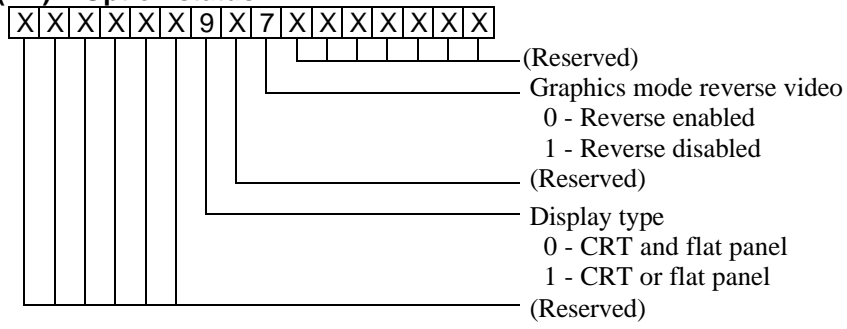 X X X X X X 9 X 7 X X X X X X X
(Reserved)
Graphics mode reverse video
0 - Reverse enabled
1 - Reverse disabled
(Reserved)
Display type
0 - CRT and flat panel
1 - CRT or flat panel
(Reserved)